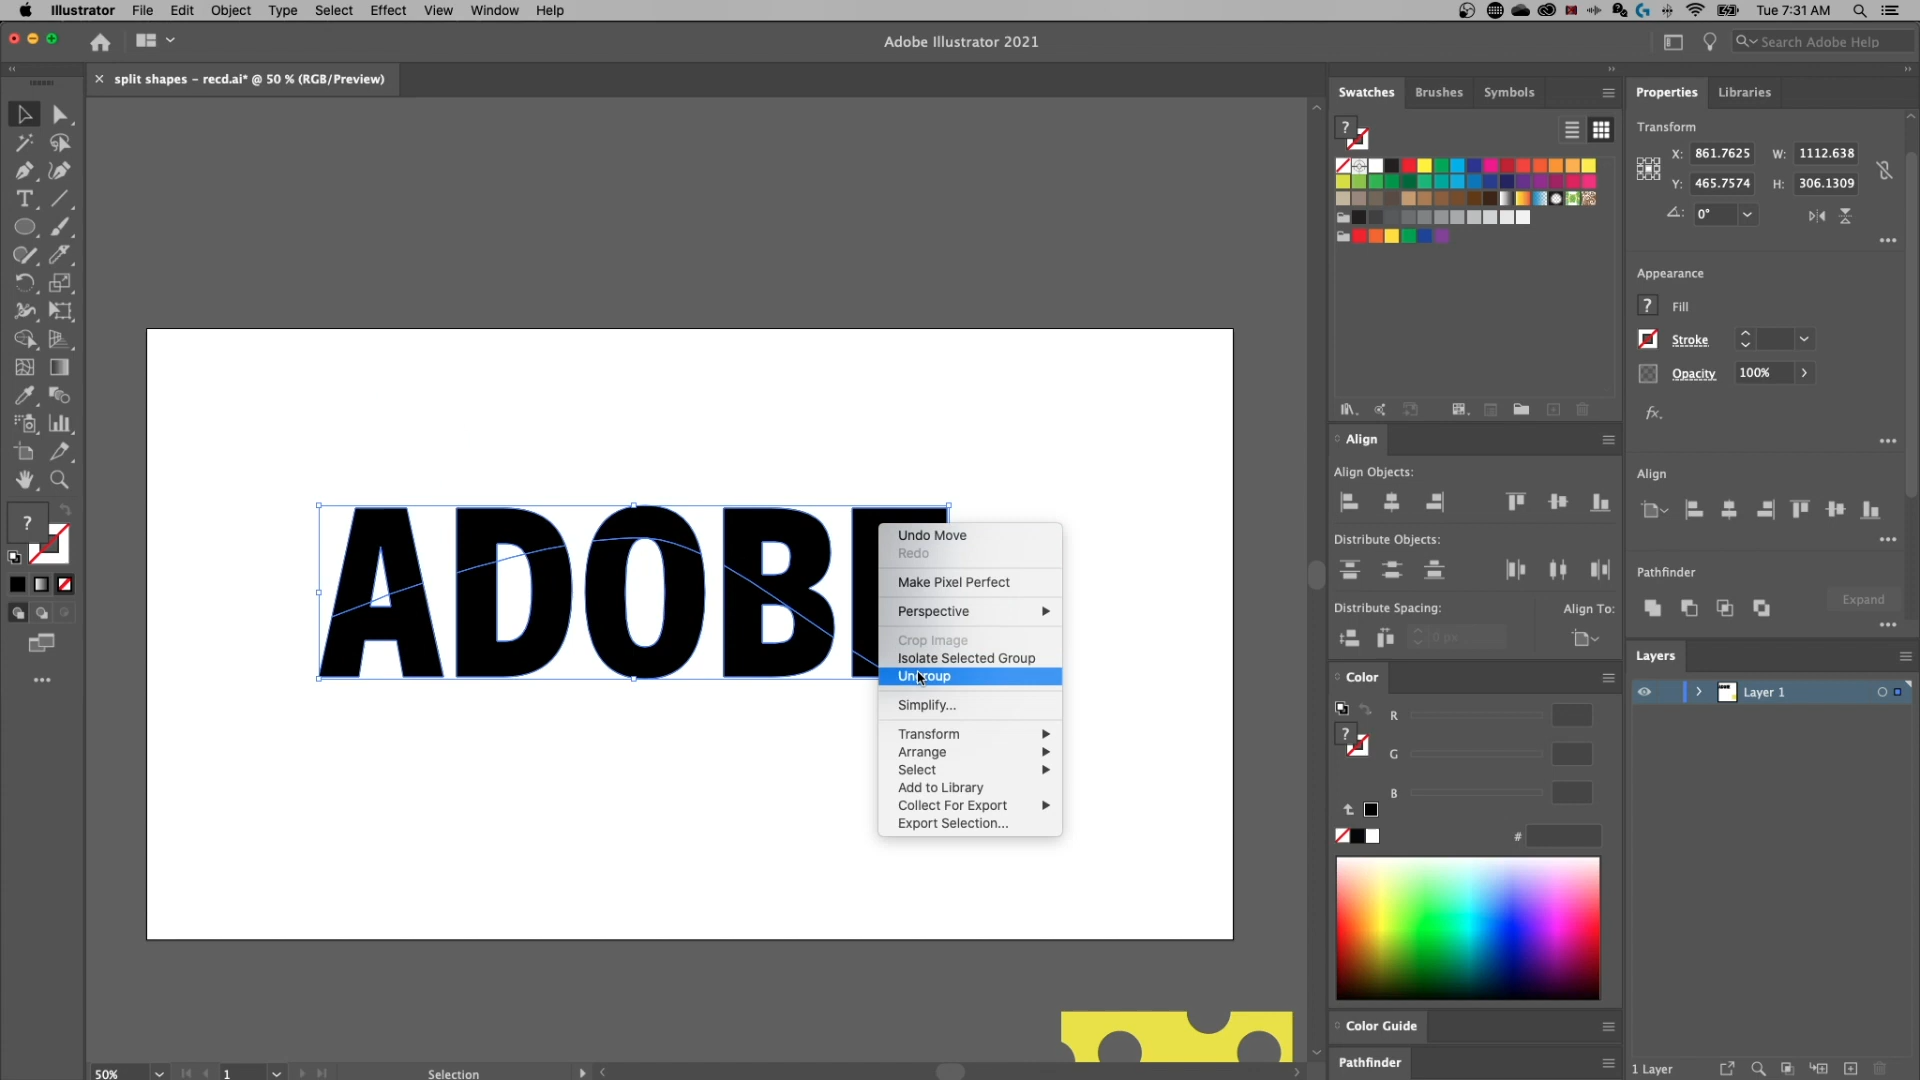 Illustrator File Edit Object Type Select Effect View Window Help
Tue 7:31 AM
Adobe Illustrator 2021
Search Adobe Help
split shapes – recd.ai* @ 50 % (RGB/Preview)
Swatches Brushes Symbols
Properties Libraries
Transform
X: 861.7625 W: 1112.638
Y: 465.7574 H: 306.1309
0°
Appearance
? Fill
Stroke
Opacity 100%
fx.
Align
Align Objects:
Distribute Objects:
Distribute Spacing: Align To:
0 px
Align
Pathfinder
Expand
Layers
Layer 1
ADOBE
Undo Move
Redo
Make Pixel Perfect
Perspective
Crop Image
Isolate Selected Group
Ungroup
Simplify...
Transform
Arrange
Select
Add to Library
Collect For Export
Export Selection...
Color
?
R
G
B
#
Color Guide
Pathfinder
50% 1 Selection
1 Layer